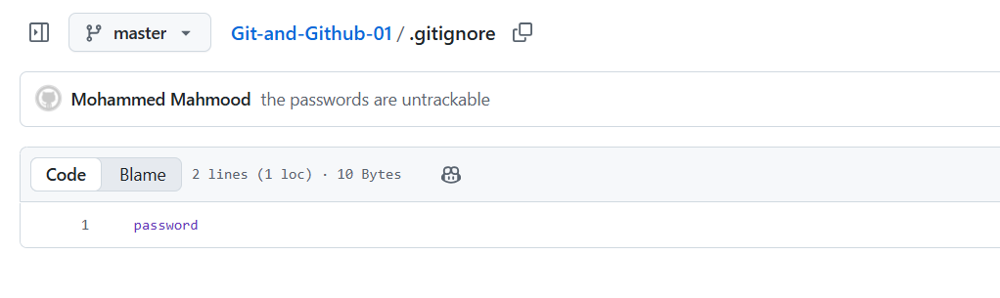 master Git-and-Github-01 / .gitignore
Mohammed Mahmood the passwords are untrackable
Code Blame 2 lines (1 loc) · 10 Bytes
1 password